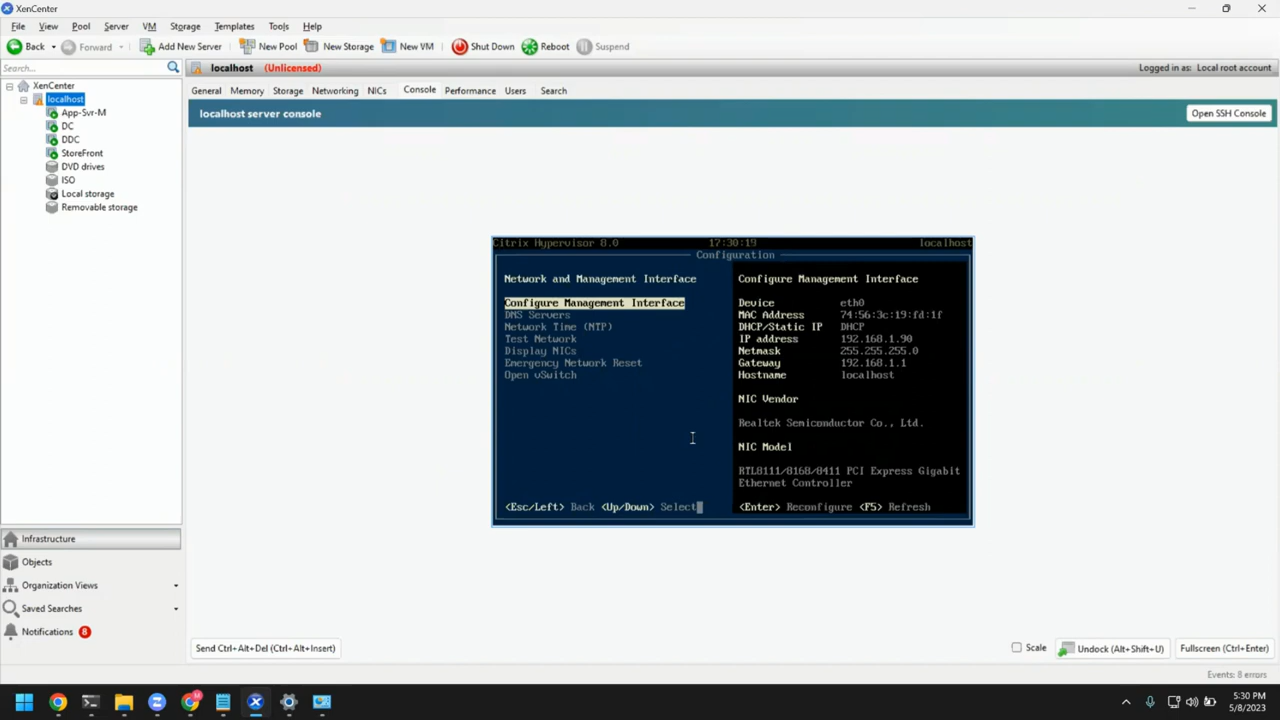 XenCenter
File View Pool Server VM Storage Templates Tools Help
Back Forward Add New Server New Pool New Storage New VM Shut Down Reboot Suspend
Search...
localhost (Unlicensed) Logged in as: Local root account
XenCenter
localhost
App-Svr-M
DC
DDC
StoreFront
DVD drives
ISO
Local storage
Removable storage
General Memory Storage Networking NICs Console Performance Users Search
localhost server console Open SSH Console
Citrix Hypervisor 8.0 17:30:19 localhost
Configuration
Network and Management Interface
Configure Management Interface
DNS Servers
Network Time (NTP)
Test Network
Display NICs
Emergency Network Reset
Open vSwitch
<Esc/Left> Back <Up/Down> Select
Configure Management Interface
Device eth0
MAC Address 74:56:3c:19:fd:1f
DHCP/Static IP DHCP
IP address 192.168.1.90
Netmask 255.255.255.0
Gateway 192.168.1.1
Hostname localhost
NIC Vendor
Realtek Semiconductor Co., Ltd.
NIC Model
RTL8111/8168/8411 PCI Express Gigabit
Ethernet Controller
<Enter> Reconfigure <F5> Refresh
Infrastructure
Objects
Organization Views
Saved Searches
Notifications 8
Send Ctrl+Alt+Del (Ctrl+Alt+Insert) Scale Undock (Alt+Shift+U) Fullscreen (Ctrl+Enter)
Events: 8 errors
5:30 PM
5/8/2023